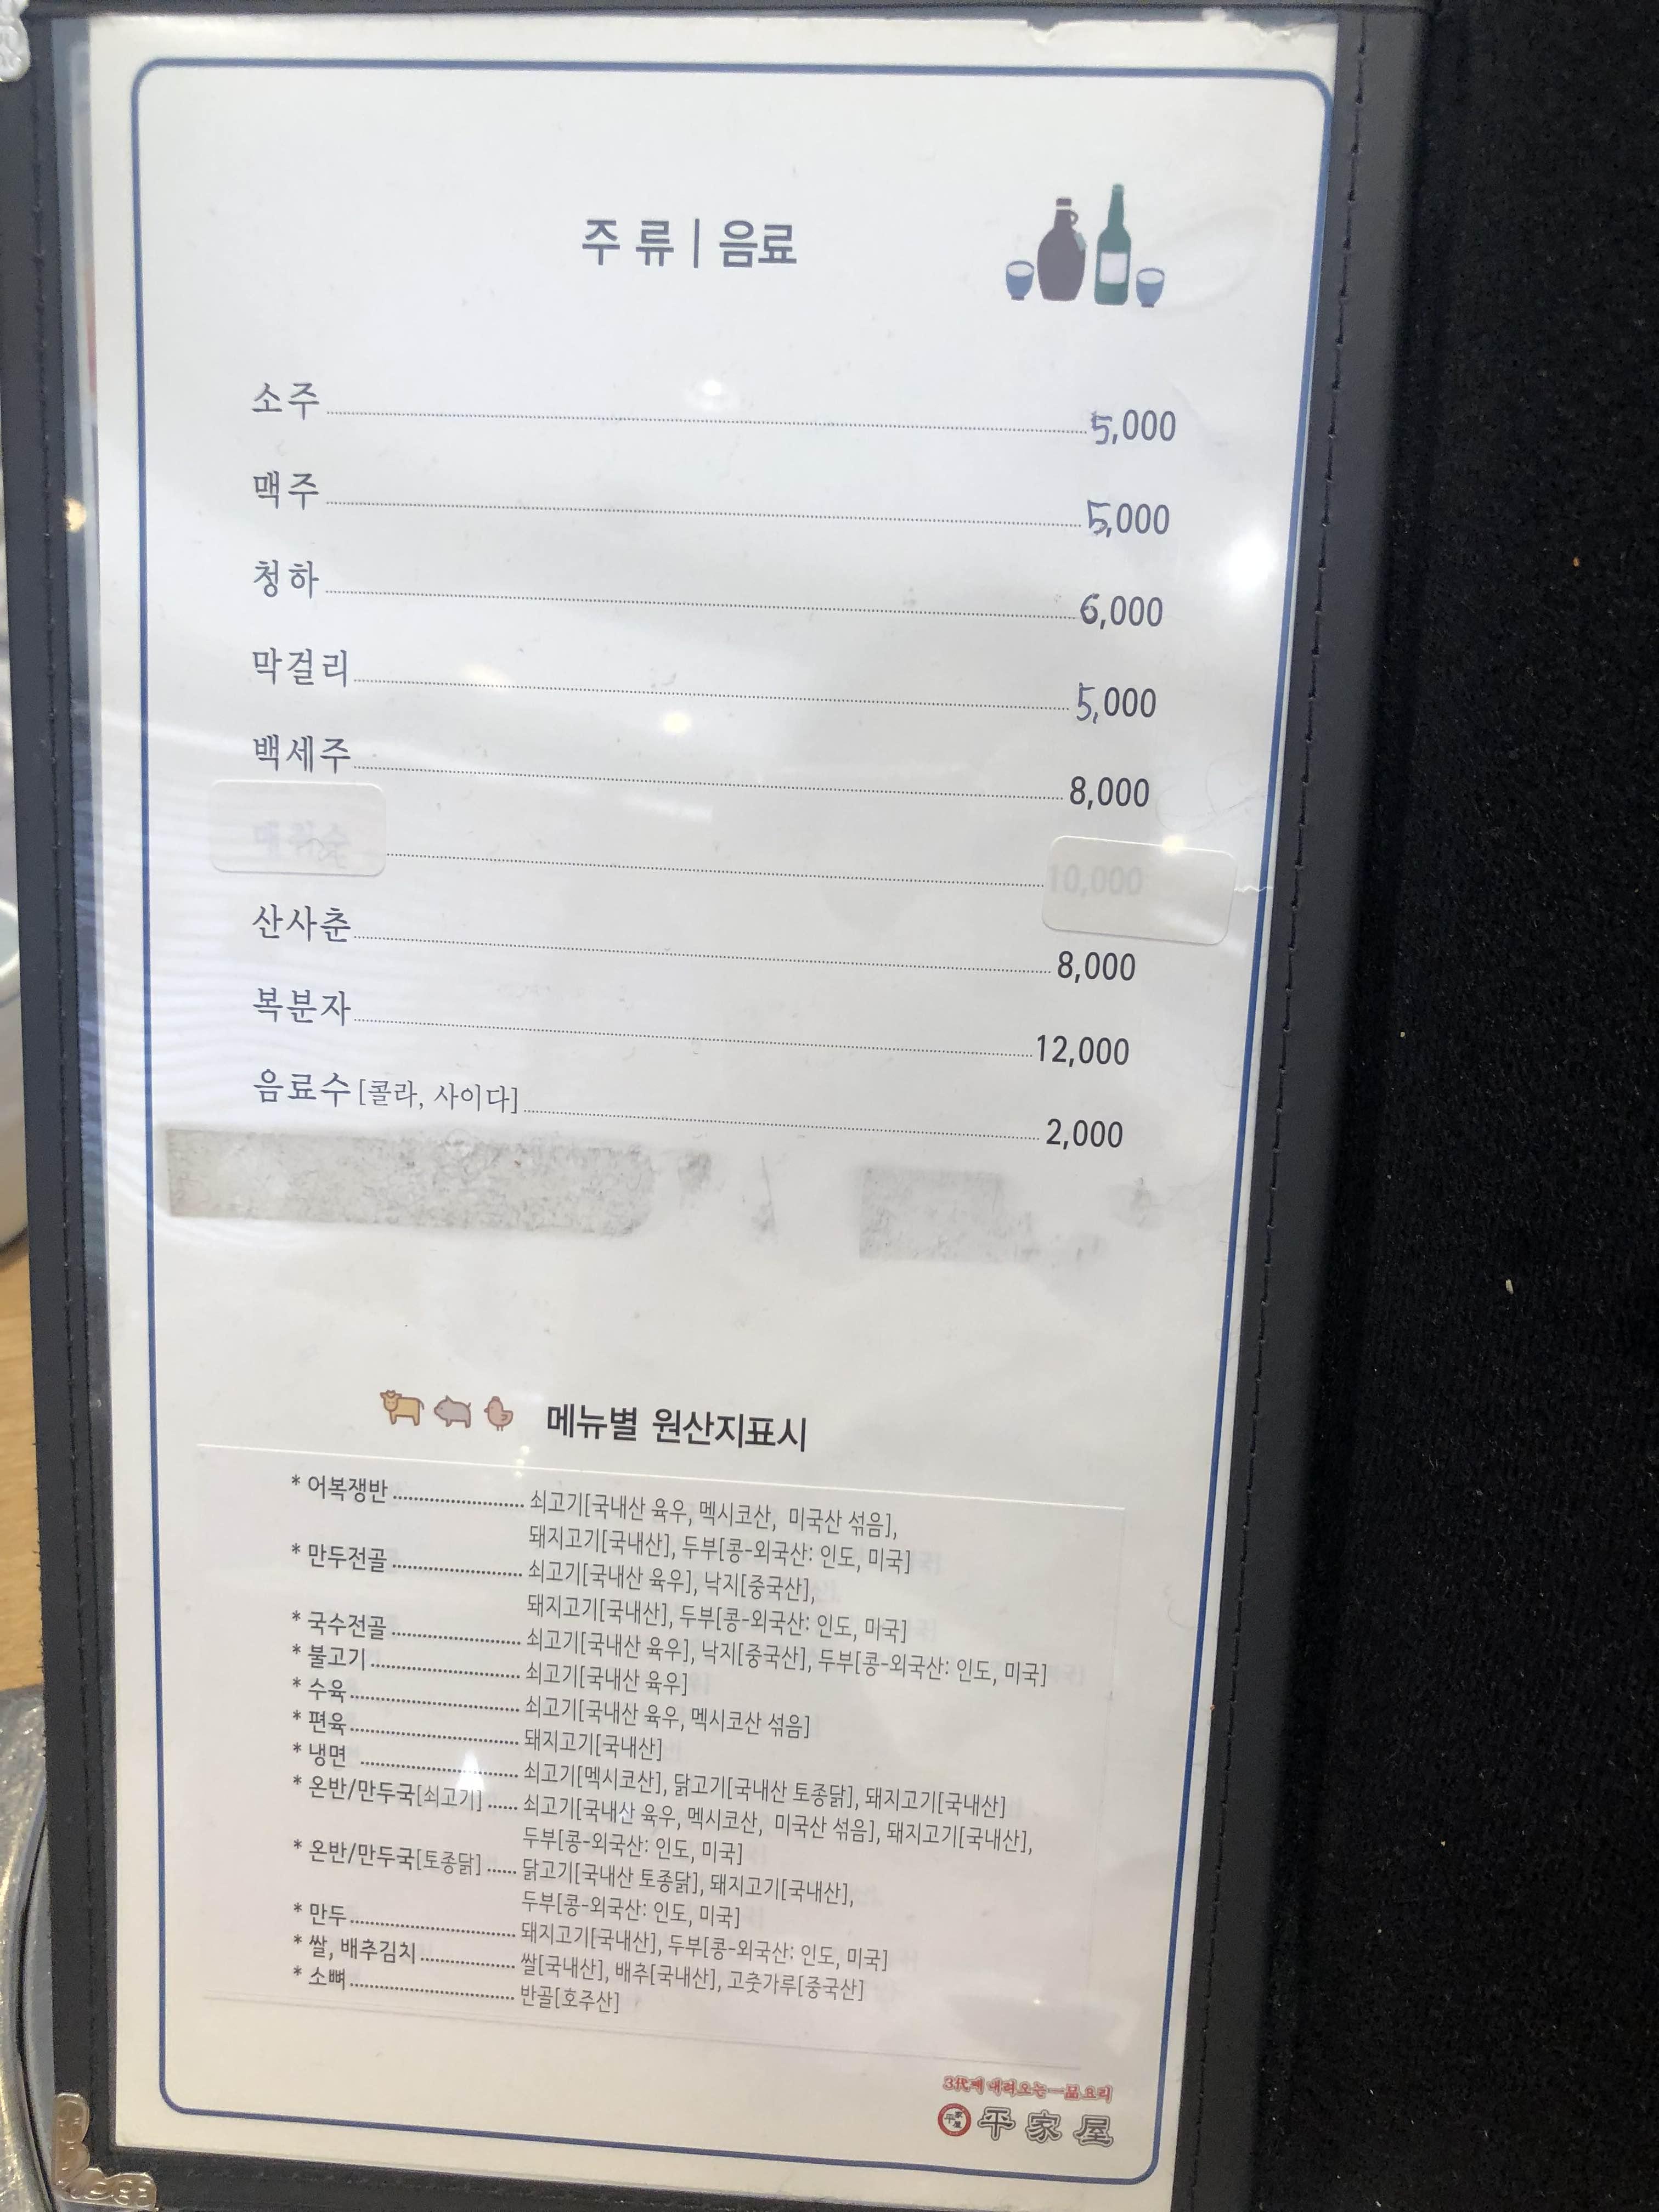 주류 | 음료
소주 5,000
맥주 5,000
청하 6,000
막걸리 5,000
백세주 8,000
10,000
산사춘 8,000
복분자 12,000
음료수 [콜라, 사이다] 2,000
메뉴별 원산지표시
* 어복쟁반 쇠고기[국내산 육우, 멕시코산, 미국산 섞음],
돼지고기[국내산], 두부[콩-외국산: 인도, 미국]
* 만두전골 쇠고기[국내산 육우], 낙지[중국산],
돼지고기[국내산], 두부[콩-외국산: 인도, 미국]
* 국수전골 쇠고기[국내산 육우], 낙지[중국산], 두부[콩-외국산: 인도, 미국]
* 불고기 쇠고기[국내산 육우]
* 수육 쇠고기[국내산 육우, 멕시코산 섞음]
* 편육 돼지고기[국내산]
* 냉면 쇠고기[멕시코산], 닭고기[국내산 토종닭], 돼지고기[국내산]
* 온반/만두국[쇠고기] 쇠고기[국내산 육우, 멕시코산, 미국산 섞음], 돼지고기[국내산],
두부[콩-외국산: 인도, 미국]
* 온반/만두국[토종닭] 닭고기[국내산 토종닭], 돼지고기[국내산],
두부[콩-외국산: 인도, 미국]
* 만두 돼지고기[국내산], 두부[콩-외국산: 인도, 미국]
* 쌀, 배추김치 쌀[국내산], 배추[국내산], 고춧가루[중국산]
* 소뼈 반골[호주산]
3代째 내려오는 一品요리
平家屋